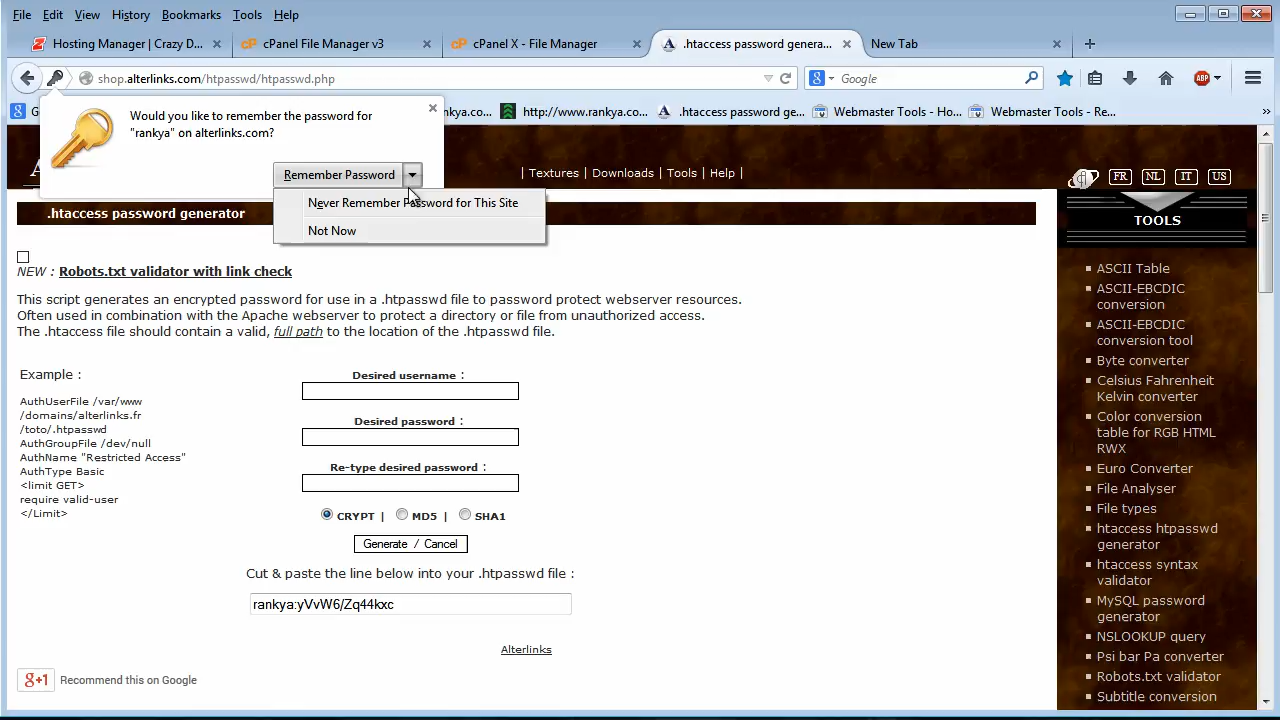 File Edit View History Bookmarks Tools Help
Hosting Manager | Crazy D...
cPanel File Manager v3
cPanel X - File Manager
.htaccess password genera...
New Tab
shop.alterlinks.com/htpasswd/htpasswd.php
Google
ABP
G
ya.co...
http://www.rankya.co...
.htaccess password ge...
Webmaster Tools - Ho...
Webmaster Tools - Re...
Would you like to remember the password for
"rankya" on alterlinks.com?
Remember Password
Never Remember Password for This Site
Not Now
| Textures | Downloads | Tools | Help |
FR NL IT US
.htaccess password generator
NEW : Robots.txt validator with link check
This script generates an encrypted password for use in a .htpasswd file to password protect webserver resources.
Often used in combination with the Apache webserver to protect a directory or file from unauthorized access.
The .htaccess file should contain a valid, full path to the location of the .htpasswd file.
Example :
AuthUserFile /var/www
/domains/alterlinks.fr
/toto/.htpasswd
AuthGroupFile /dev/null
AuthName "Restricted Access"
AuthType Basic
<limit GET>
require valid-user
</Limit>
Desired username :
Desired password :
Re-type desired password :
CRYPT | MD5 | SHA1
Generate / Cancel
Cut & paste the line below into your .htpasswd file :
rankya:yVvW6/Zq44kxc
Alterlinks
g+1 Recommend this on Google
TOOLS
ASCII Table
ASCII-EBCDIC
conversion
ASCII-EBCDIC
conversion tool
Byte converter
Celsius Fahrenheit
Kelvin converter
Color conversion
table for RGB HTML
RWX
Euro Converter
File Analyser
File types
htaccess htpasswd
generator
htaccess syntax
validator
MySQL password
generator
NSLOOKUP query
Psi bar Pa converter
Robots.txt validator
Subtitle conversion